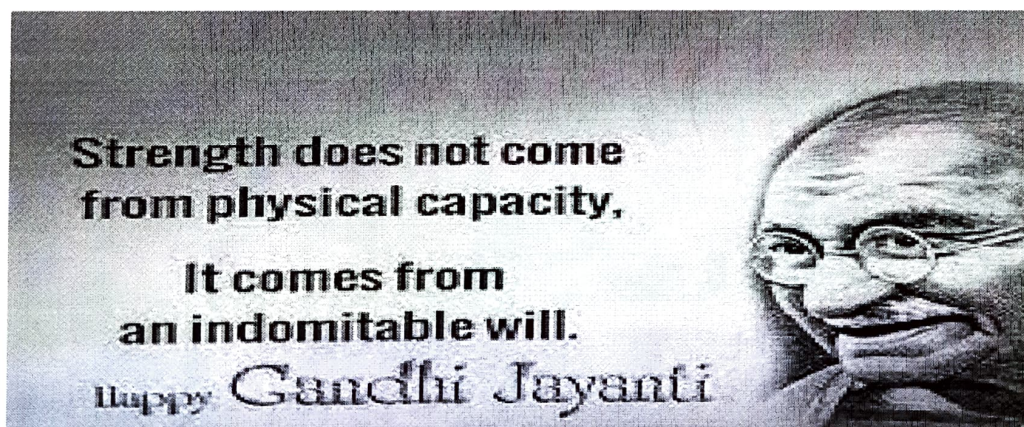 Strength does not come
from physical capacity,
It comes from
an indomitable will.
Happy Gandhi Jayanti